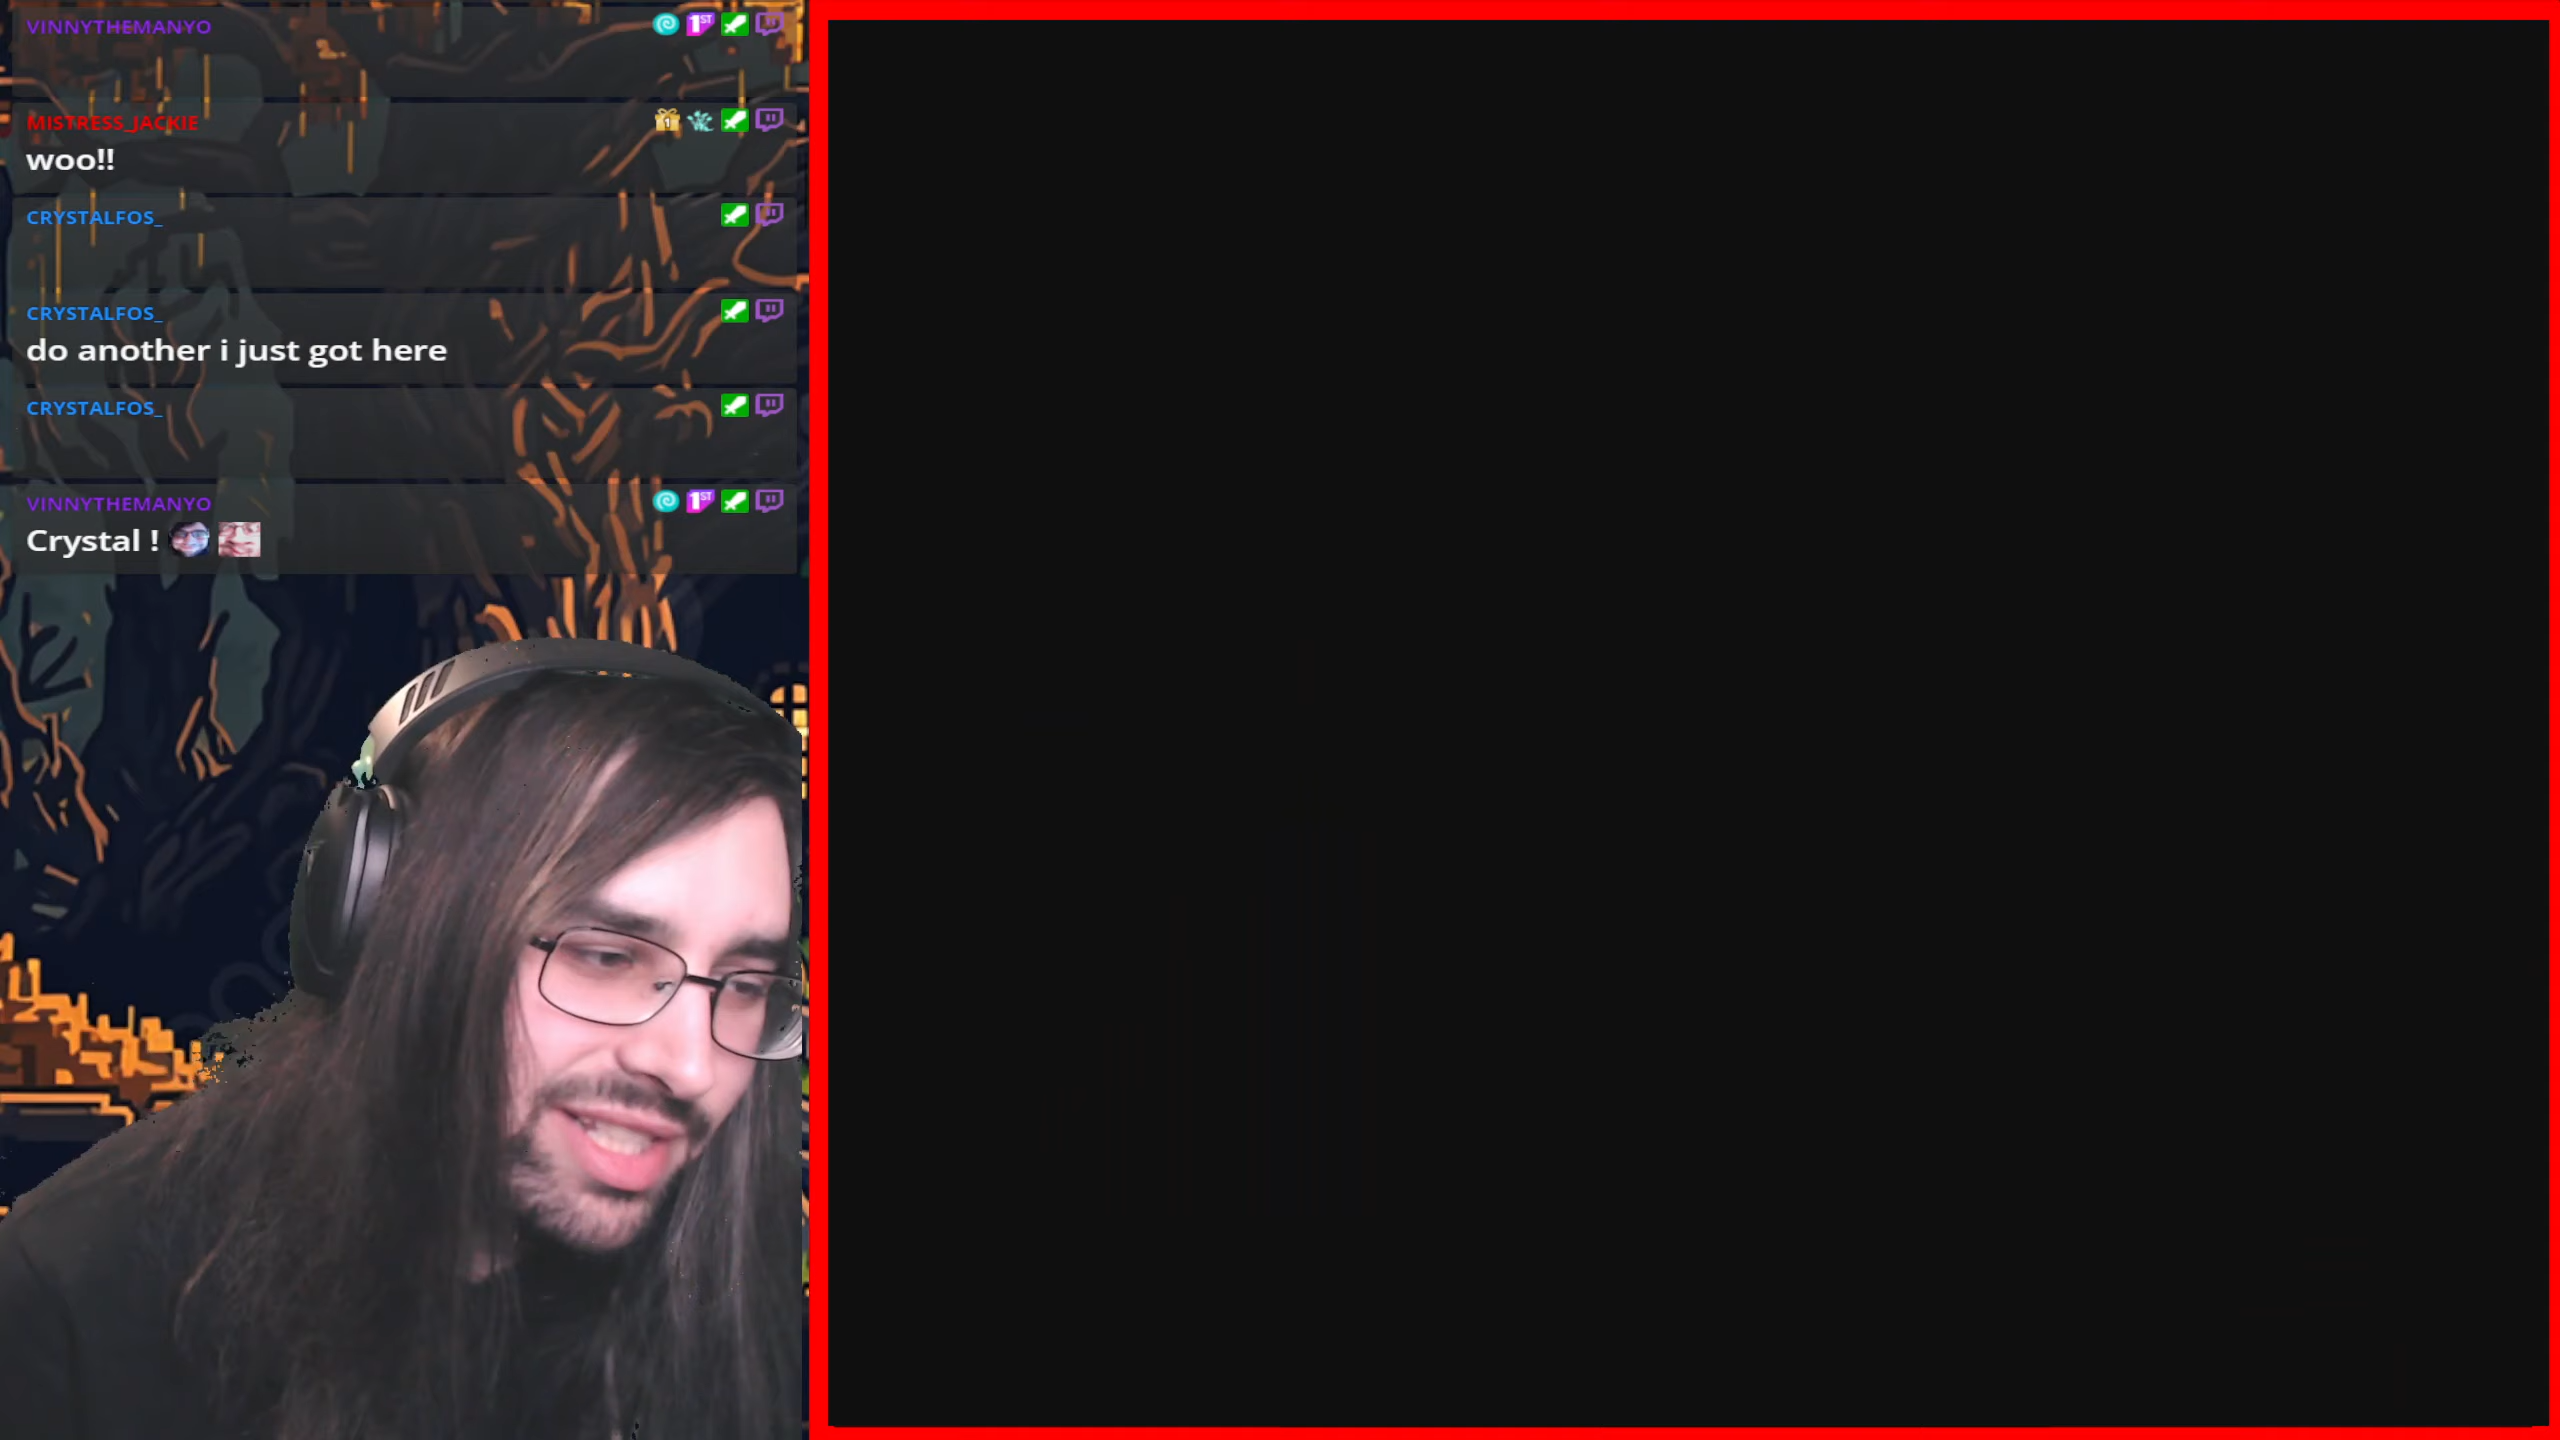 VINNYTHEMANYO
MISTRESS_JACKIE
woo!!
CRYSTALFOS_
CRYSTALFOS_
do another i just got here
CRYSTALFOS_
VINNYTHEMANYO
Crystal !